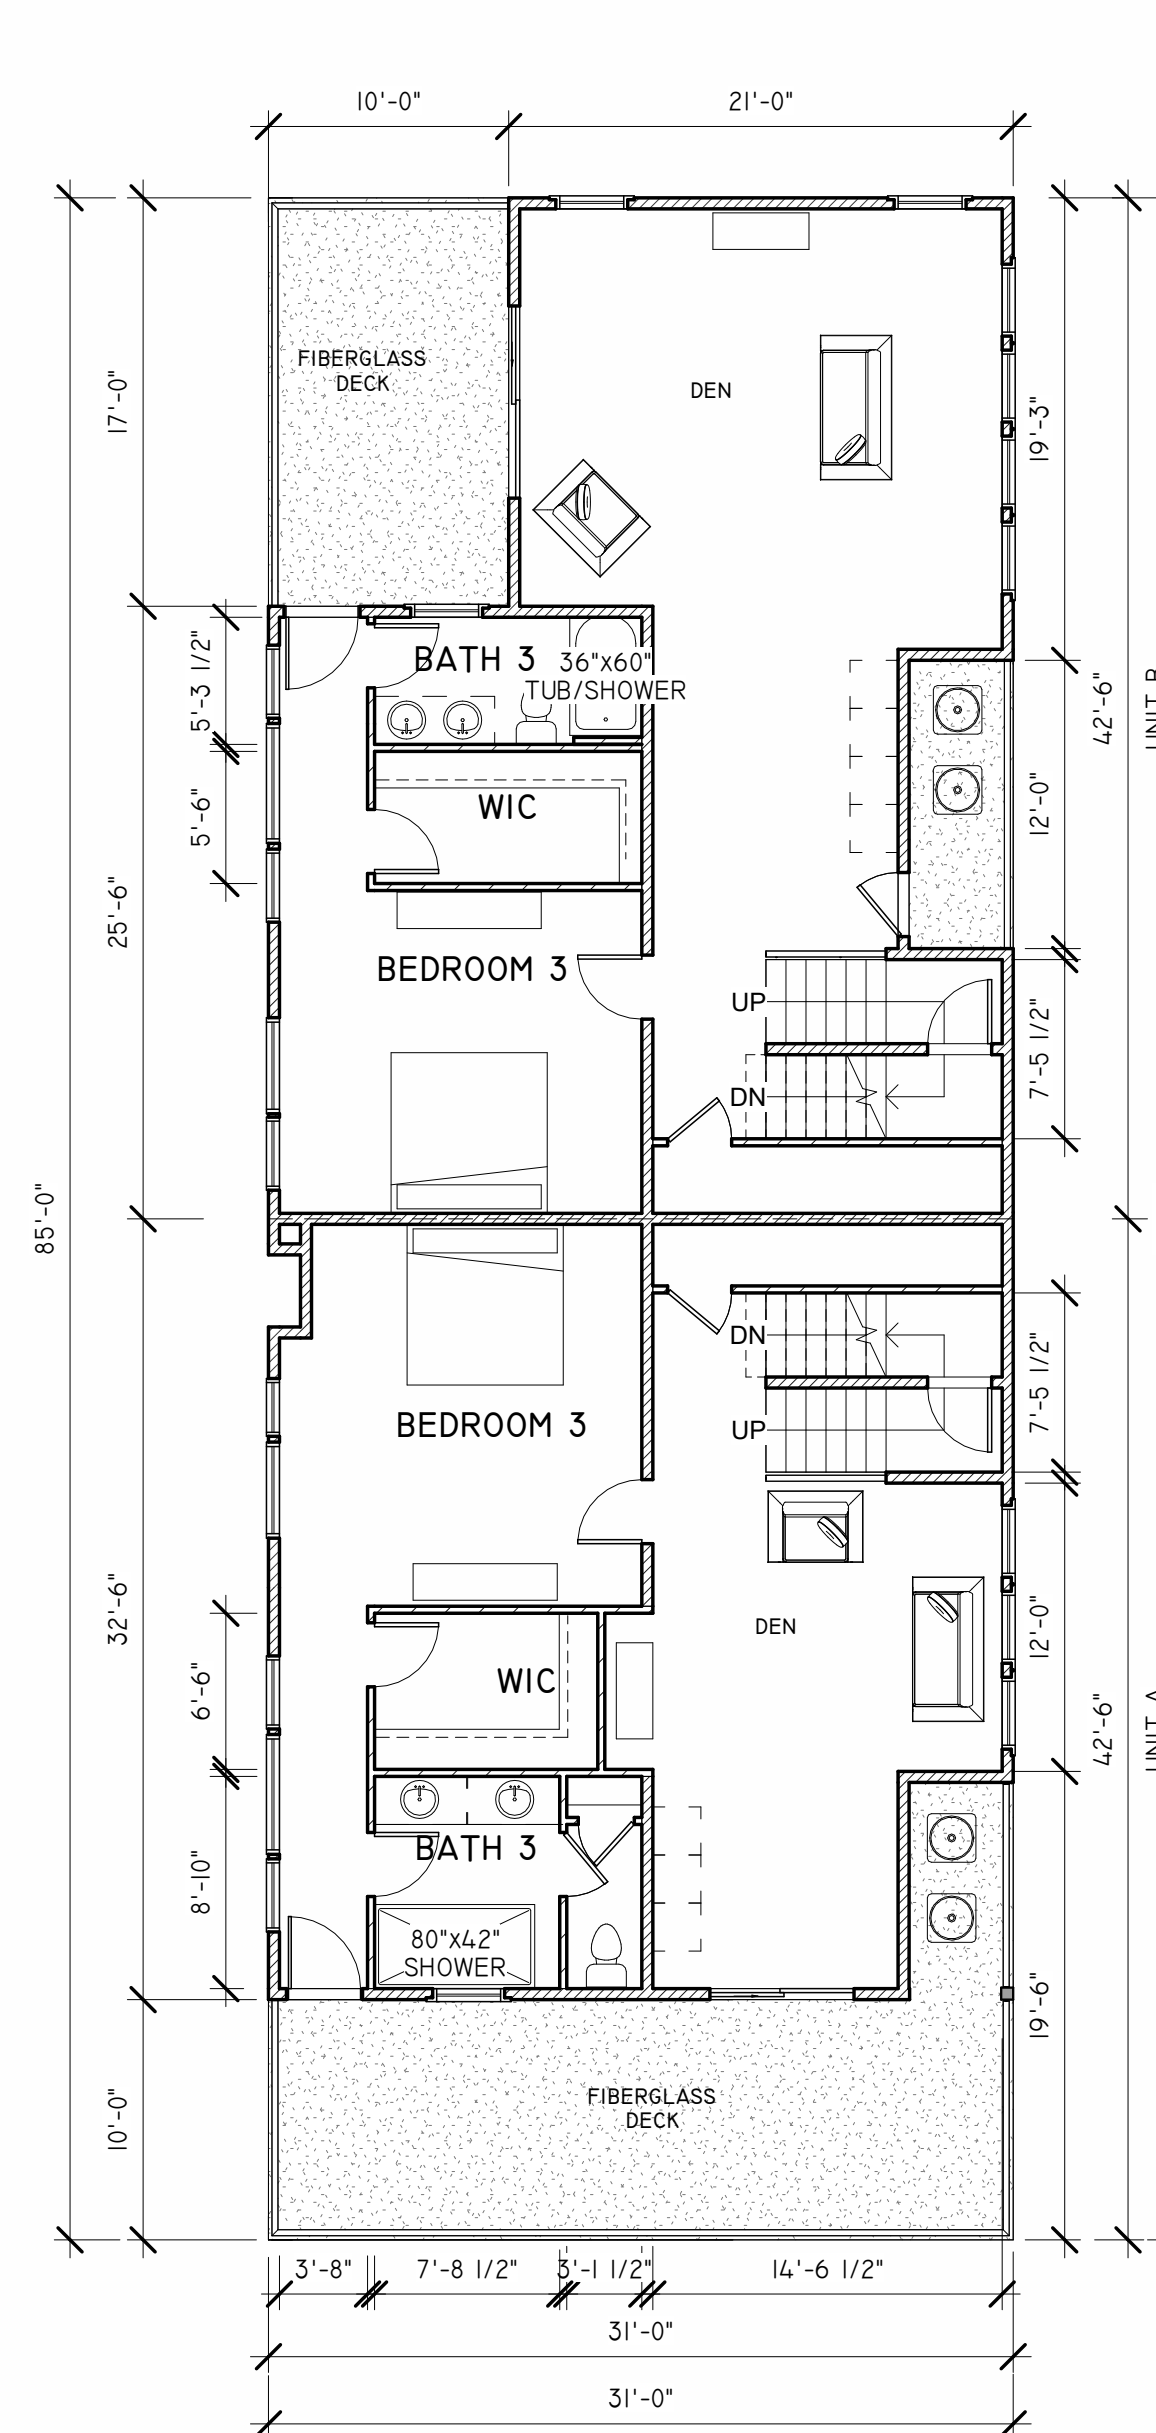 10'-0"
21'-0"
FIBERGLASS
DECK
DEN
17'-0"
19'-3"
5'-3 1/2"
BATH 3
36"x60"
TUB/SHOWER
42'-6"
5'-6"
WIC
12'-0"
25'-6"
BEDROOM 3
UP
7'-5 1/2"
DN
85'-0"
DN
7'-5 1/2"
BEDROOM 3
UP
32'-6"
DEN
12'-0"
6'-6"
WIC
42'-6"
BATH 3
8'-10"
80"x42"
SHOWER
19'-6"
FIBERGLASS
DECK
10'-0"
3'-8"
7'-8 1/2"
3'-1 1/2"
14'-6 1/2"
31'-0"
31'-0"